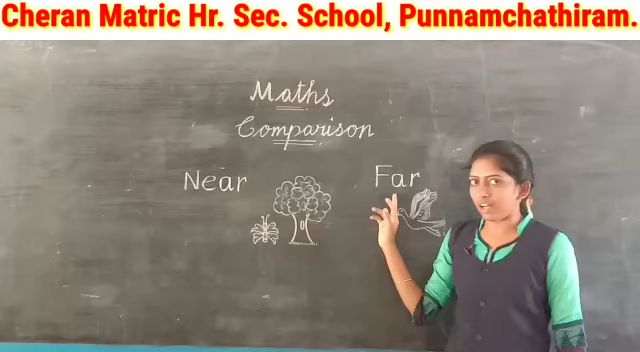 Cheran Matric Hr. Sec. School, Punnamchathiram.
Maths
Comparison
Near
Far